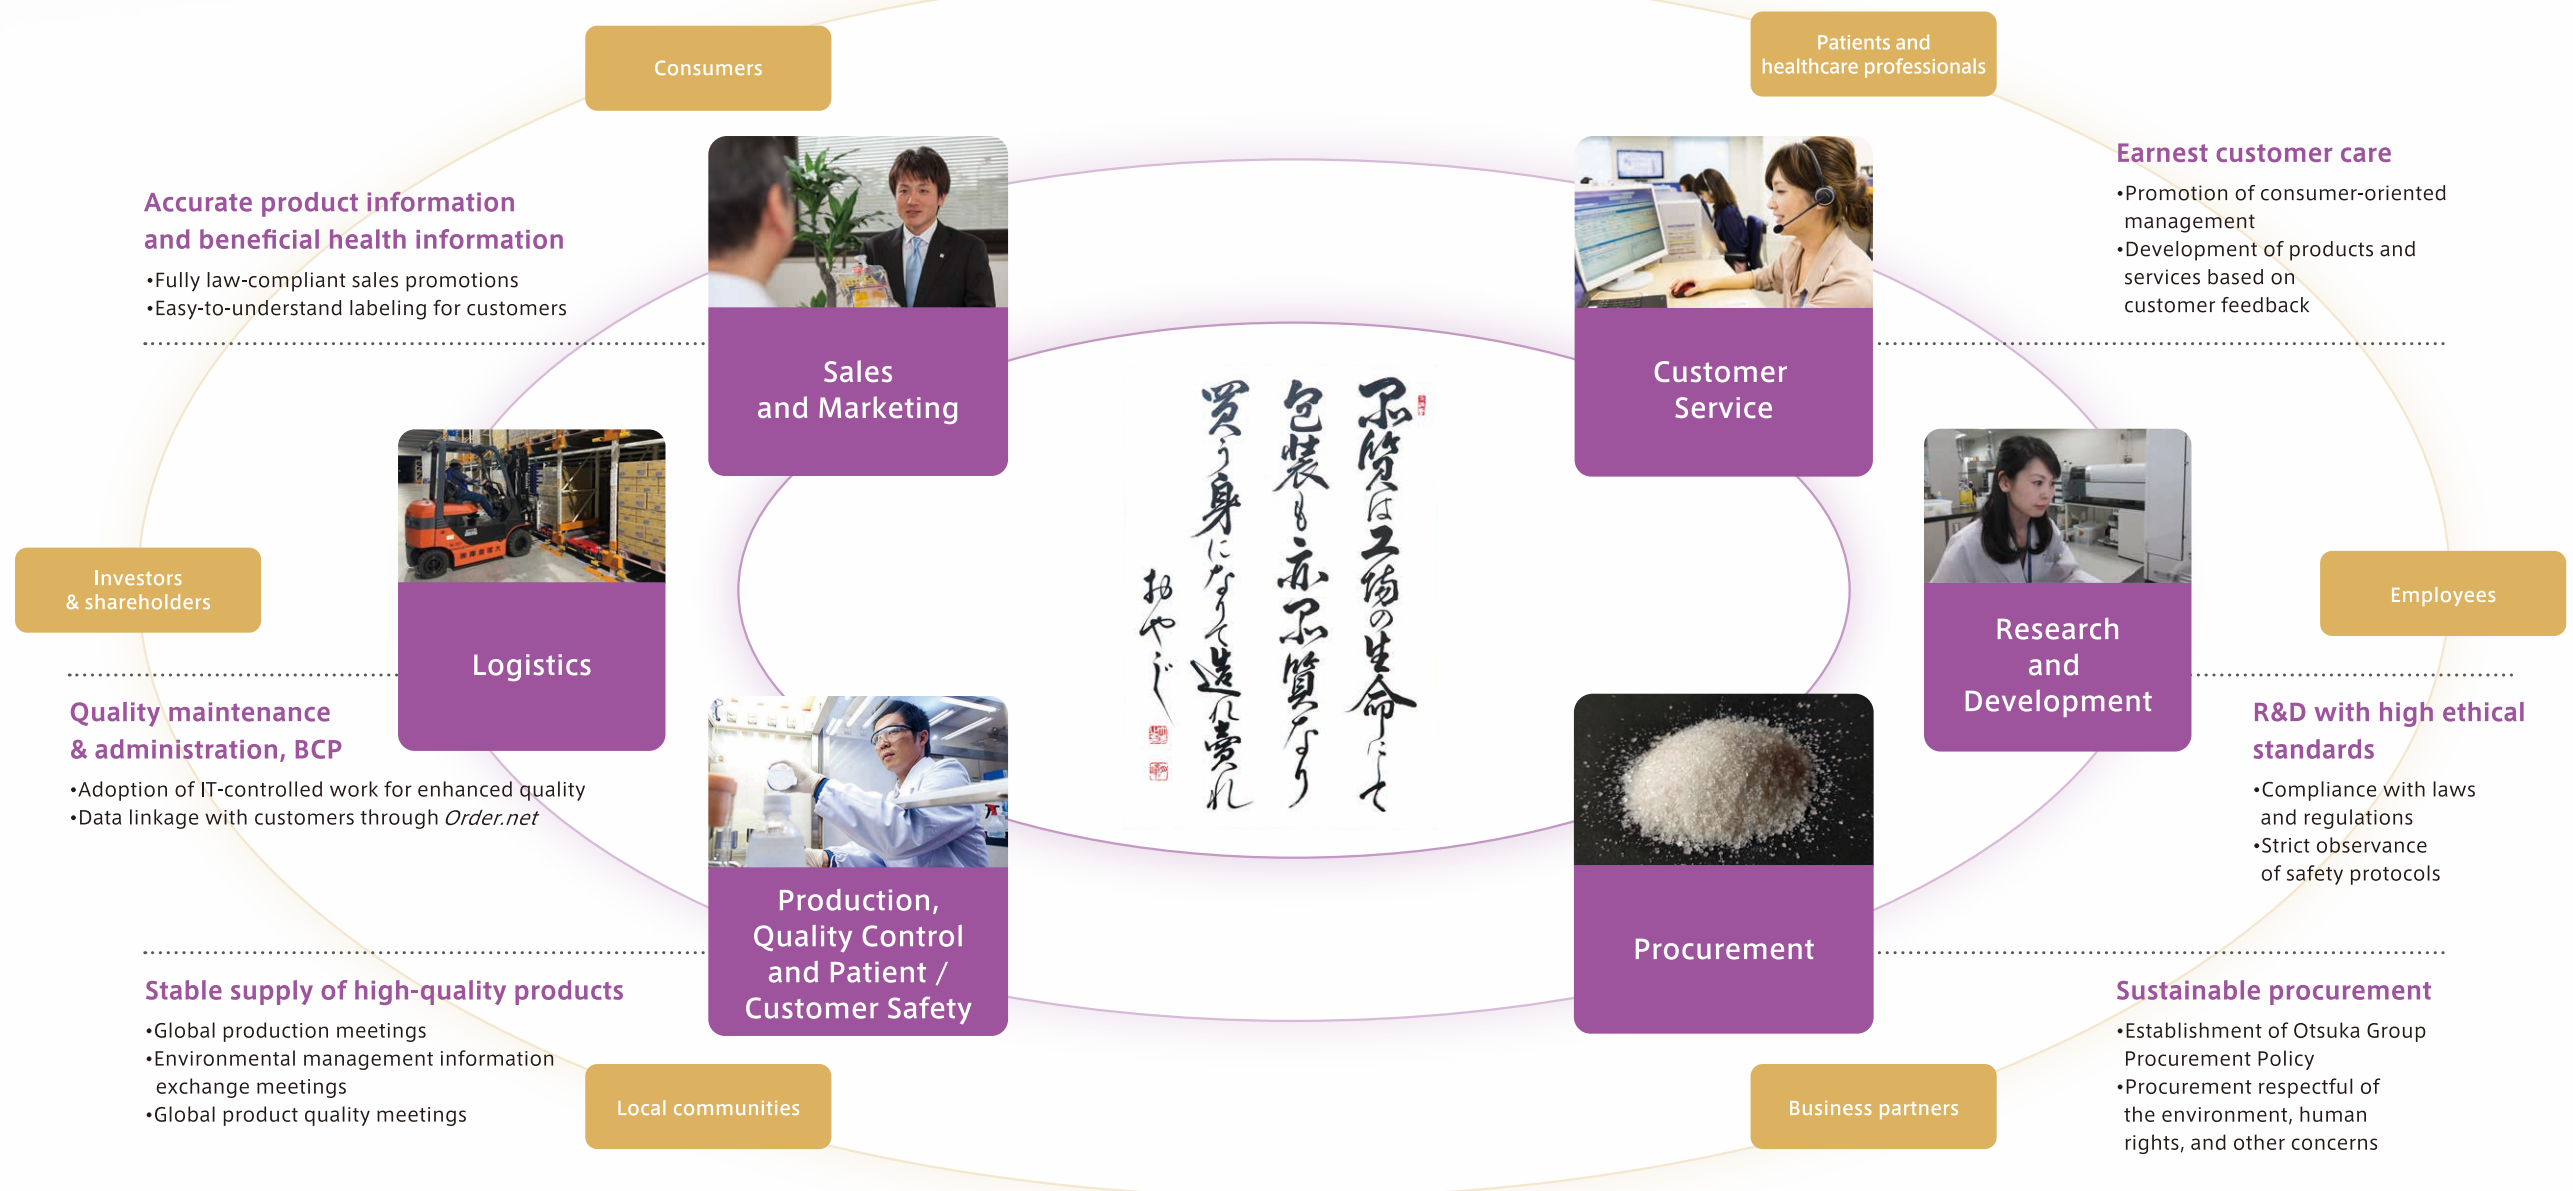 Consumers
Patients and
healthcare professionals
Accurate product information
and beneficial health information
•Fully law-compliant sales promotions
•Easy-to-understand labeling for customers
Sales
and Marketing
Customer
Service
Earnest customer care
•Promotion of consumer-oriented
management
•Development of products and
services based on
customer feedback
Investors
& shareholders
Logistics
Quality maintenance
& administration, BCP
•Adoption of IT-controlled work for enhanced quality
•Data linkage with customers through Order.net
品質は工場の生命にして
包装も亦品質なり
買う身になりて造れ売れ
おやじ
Research
and
Development
Employees
R&D with high ethical
standards
•Compliance with laws
and regulations
•Strict observance
of safety protocols
Production,
Quality Control
and Patient /
Customer Safety
Stable supply of high-quality products
•Global production meetings
•Environmental management information
exchange meetings
•Global product quality meetings
Local communities
Procurement
Business partners
Sustainable procurement
•Establishment of Otsuka Group
Procurement Policy
•Procurement respectful of
the environment, human
rights, and other concerns